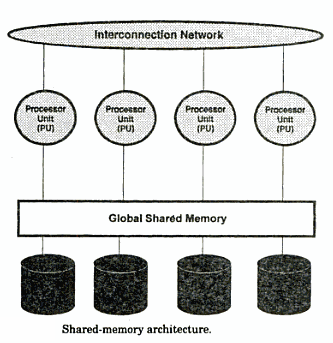 Interconnection Network
Processor Unit (PU)
Processor Unit (PU)
Processor Unit (PU)
Processor Unit (PU)
Global Shared Memory
Shared-memory architecture.